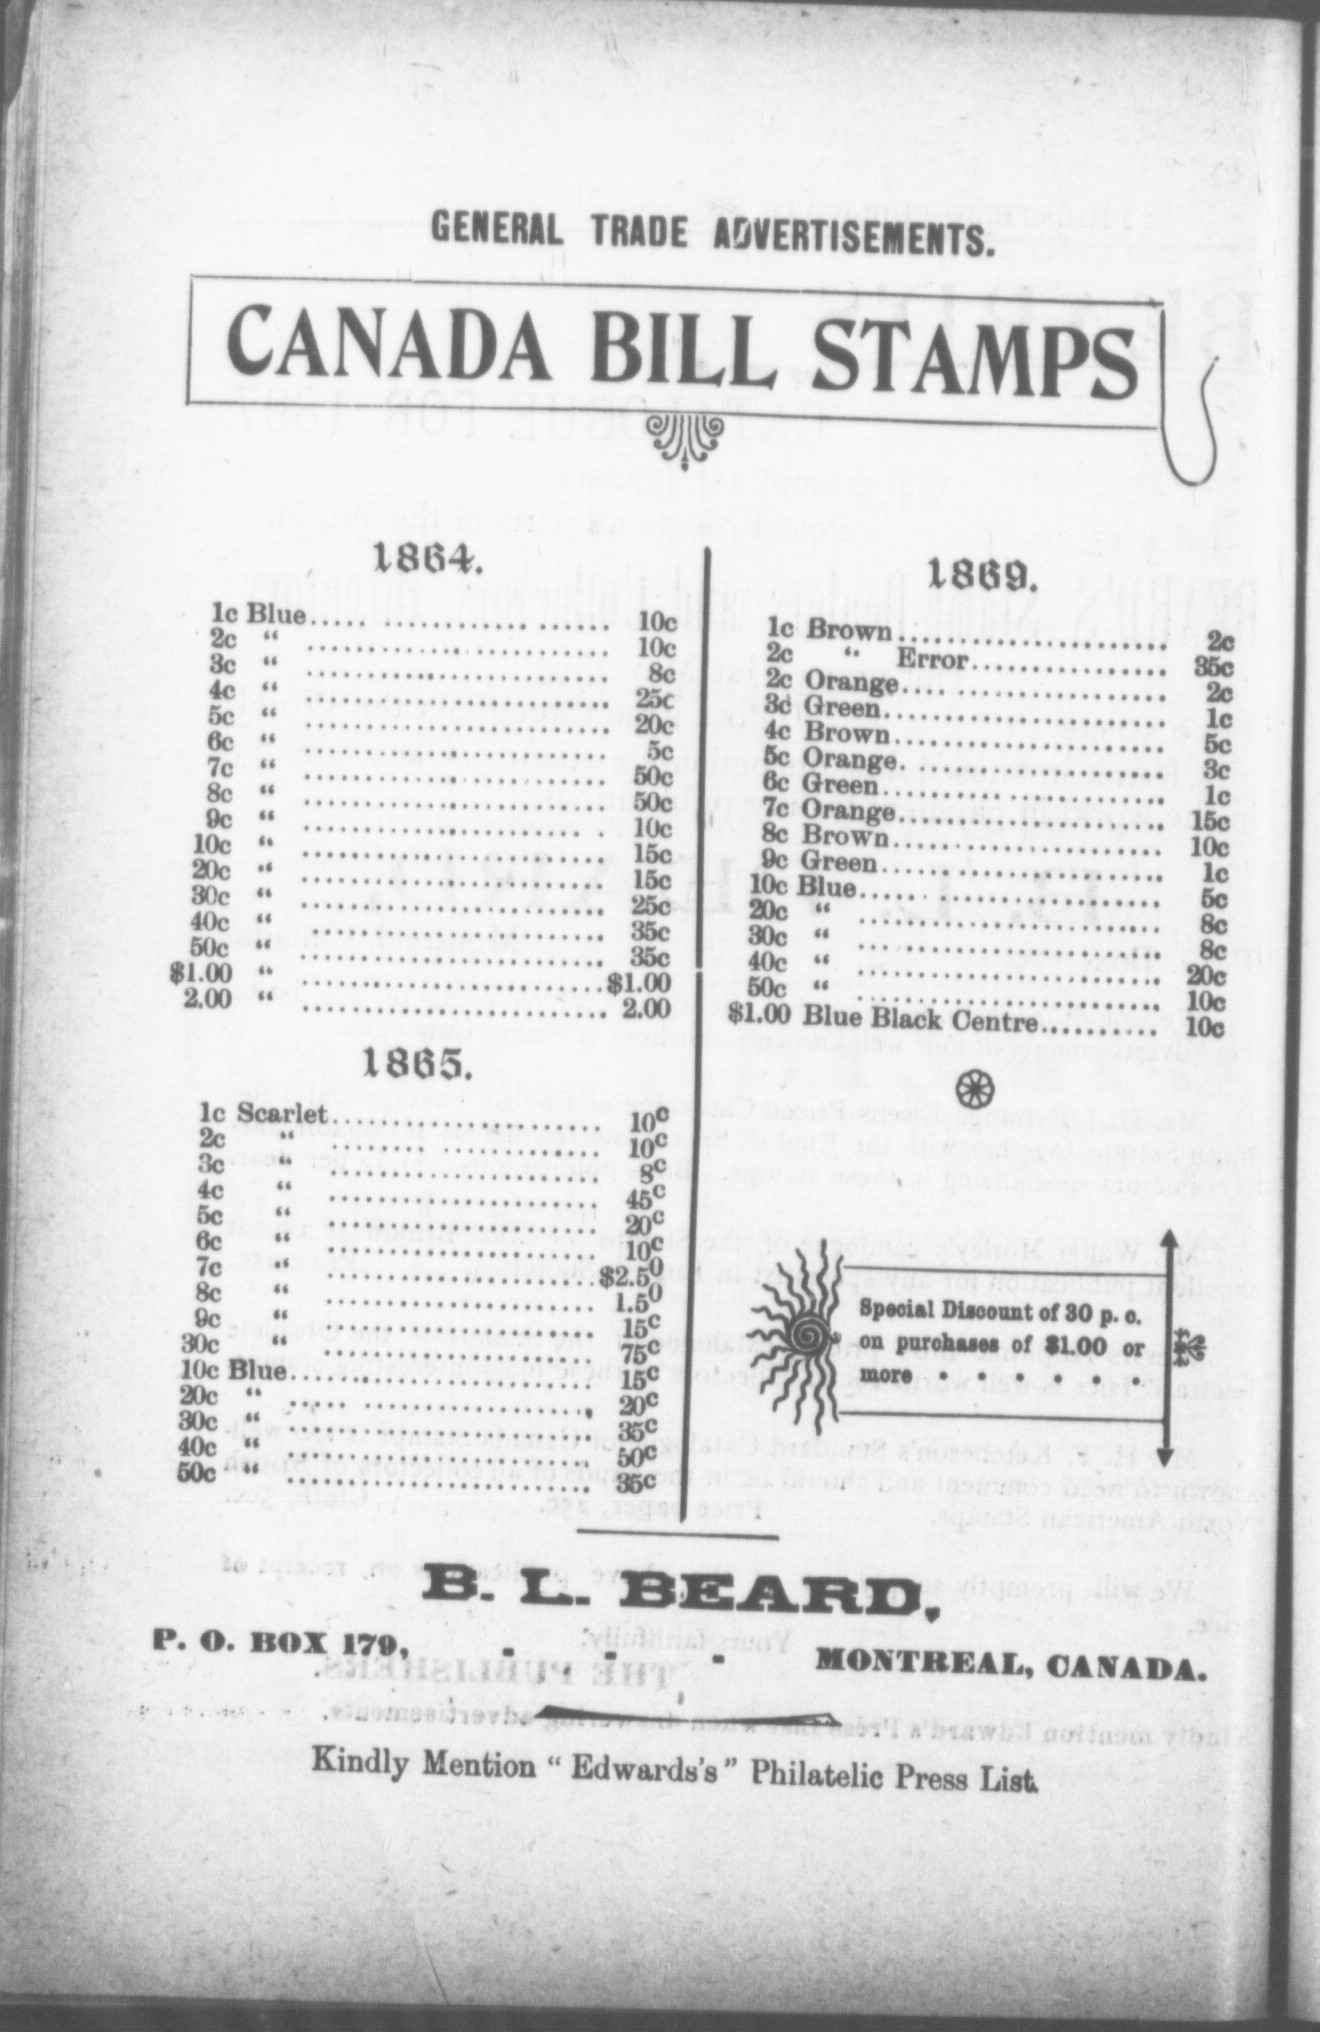 GENERAL TRADE ADVERTISEMENTS.
CANADA BILL STAMPS
1864.
1c Blue..... ............. ...... 10c
2c " ............................ 10c
3c " ............................ 8c
4c " ............................ 25c
5c " ............................ 20c
6c " ............................ 5c
7c " ............................ 50c
8c " ............................ 50c
9c " .......................... . 10c
10c " ............................ 15c
20c " ............................ 15c
30c " ............................ 25c
40c " ........................... 35c
50c " ............................ 35c
$1.00 " ............................$1.00
2.00 " ............................ 2.00
1865.
1c Scarlet......................... 10c
2c " ........ ................ 10c
3c " ......................... 8c
4c " ......................... 45c
5c " ......................... 20c
6c " ......................... 10c
7c " .........................$2.50
8c " ......................... 1.50
9c " ......................... 15c
30c " ......................... 75c
10c Blue............................ 15c
20c " ..... ..................... 20c
30c " ............................ 35c
40c " ............................ 50c
50c " ............................ 35c
1869.
1c Brown......................... 2c
2c " Error.................. 35c
2c Orange.... ................... 2c
3c Green.......................... 1c
4c Brown......................... 5c
5c Orange. ...................... 3c
6c Green........... .............. 1c
7c Orange......................... 15c
8c Brown......................... 10c
9c Green.......................... 1c
10c Blue...... .................... 5c
20c " ............................ 8c
30c " ............................ 8c
40c " ............................ 20c
50c " ............................ 10c
$1.00 Blue Black Centre........... 10c
Special Discount of 30 p. c.
on purchases of $1.00 or
more . . . . . .
B. L. BEARD,
P. O. BOX 179, - - - MONTREAL, CANADA.
Kindly Mention "Edwards's" Philatelic Press List.